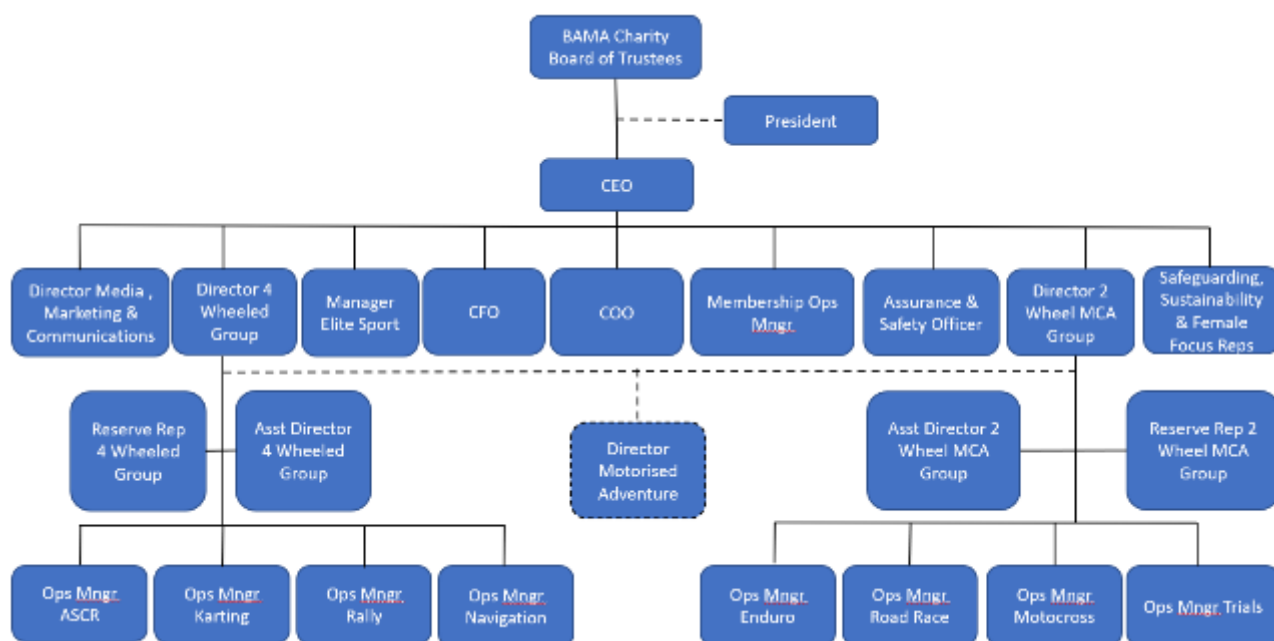 BAMA Charity
Board of Trustees
President
CEO
Director Media ,
Marketing &
Communications
Director 4
Wheeled
Group
Manager
Elite Sport
CFO
COO
Membership Ops
Mngr
Assurance &
Safety Officer
Director 2
Wheel MCA
Group
Safeguarding,
Sustainability
& Female
Focus Reps
Reserve Rep
4 Wheeled
Group
Asst Director
4 Wheeled
Group
Director
Motorised
Adventure
Asst Director 2
Wheel MCA
Group
Reserve Rep 2
Wheel MCA
Group
Ops Mngr
ASCR
Ops Mngr
Karting
Ops Mngr
Rally
Ops Mngr
Navigation
Ops Mngr
Enduro
Ops Mngr
Road Race
Ops Mngr
Motocross
Ops Mngr Trials